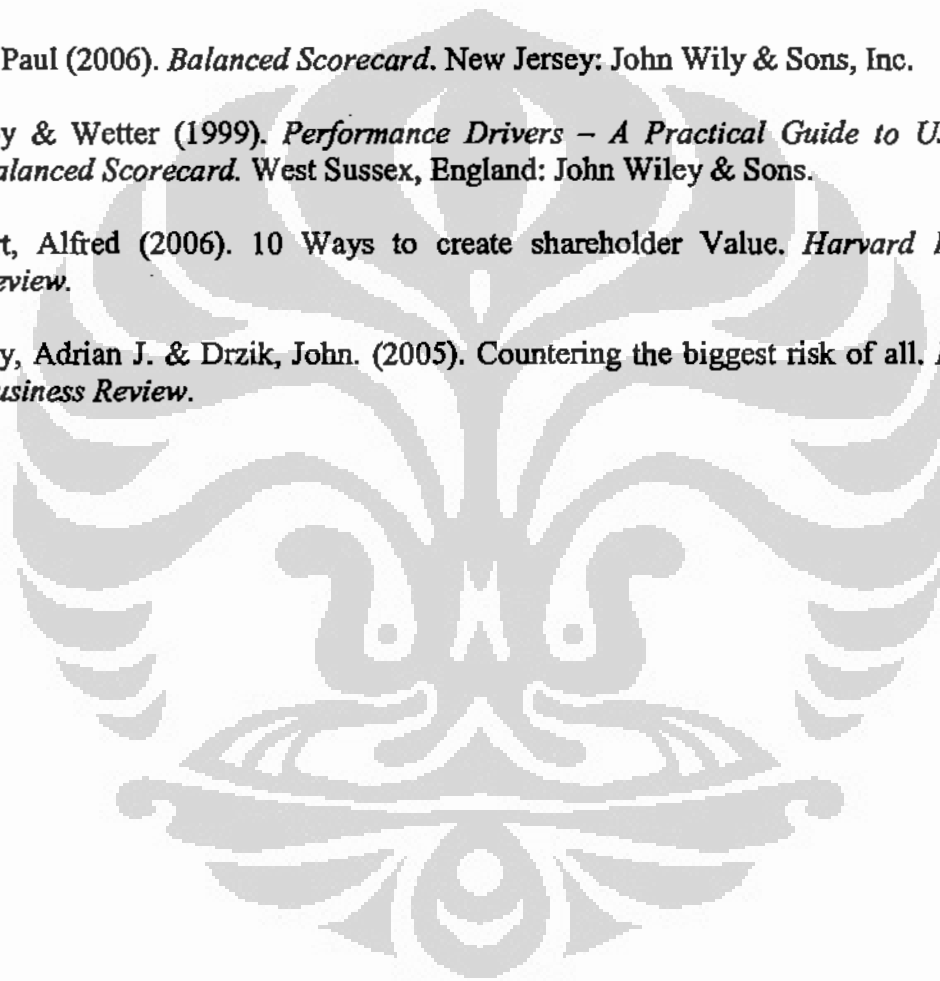 Paul (2006). Balanced Scorecard. New Jersey: John Wily & Sons, Inc.
y & Wetter (1999). Performance Drivers – A Practical Guide to U
alanced Scorecard. West Sussex, England: John Wiley & Sons.
t, Alfred (2006). 10 Ways to create shareholder Value. Harvard
eview.
y, Adrian J. & Drzik, John. (2005). Countering the biggest risk of all.
usiness Review.